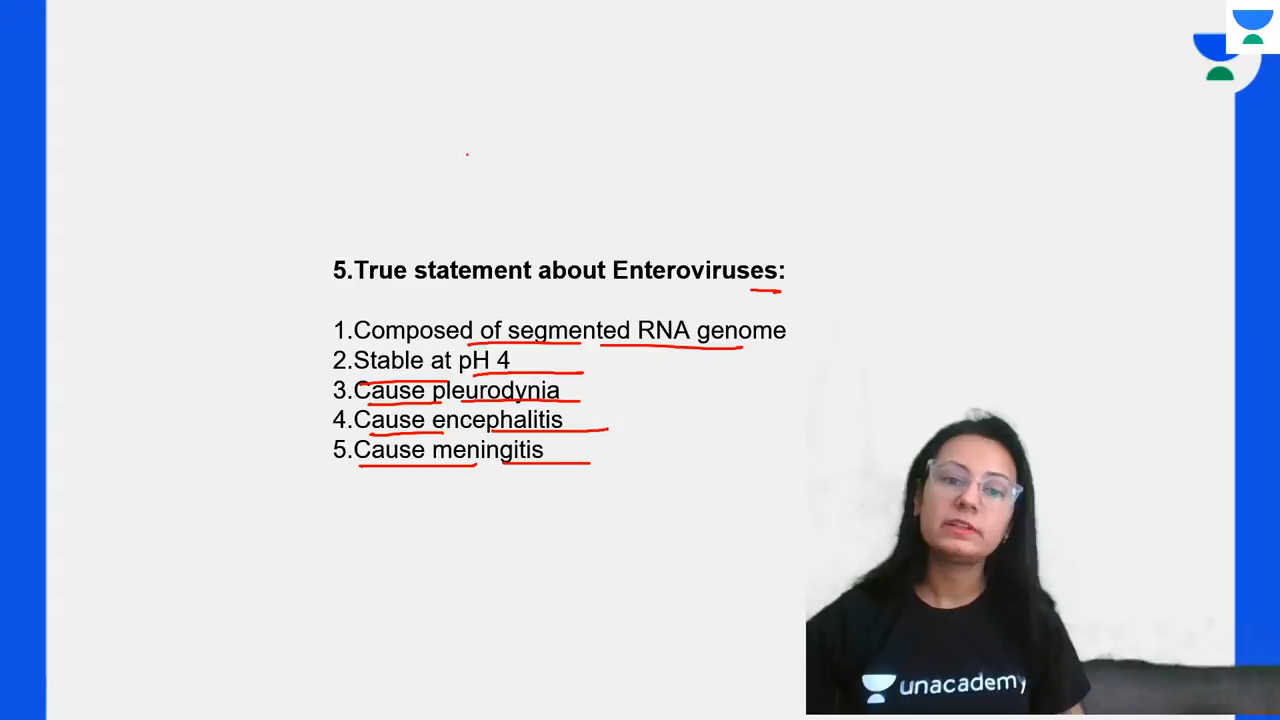 5.True statement about Enteroviruses:
1.Composed of segmented RNA genome
2.Stable at pH 4
3.Cause pleurodynia
4.Cause encephalitis
5.Cause meningitis
unacademy